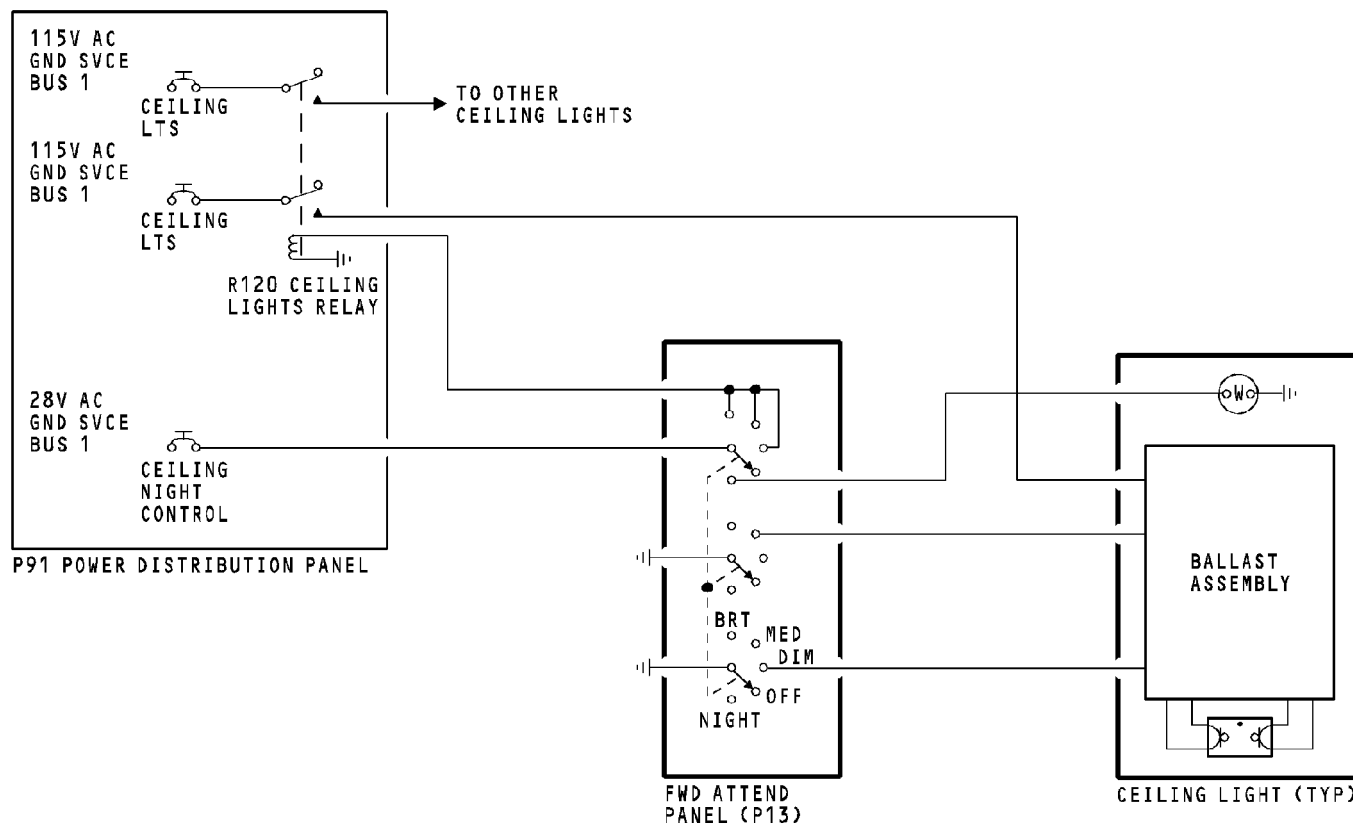 115V AC
GND SVCE
BUS 1
CEILING
LTS
TO OTHER
CEILING LIGHTS
115V AC
GND SVCE
BUS 1
CEILING
LTS
R120 CEILING
LIGHTS RELAY
28V AC
GND SVCE
BUS 1
CEILING
NIGHT
CONTROL
P91 POWER DISTRIBUTION PANEL
BRT
MED
DIM
OFF
NIGHT
FWD ATTEND
PANEL (P13)
W
BALLAST
ASSEMBLY
CEILING LIGHT (TYP)